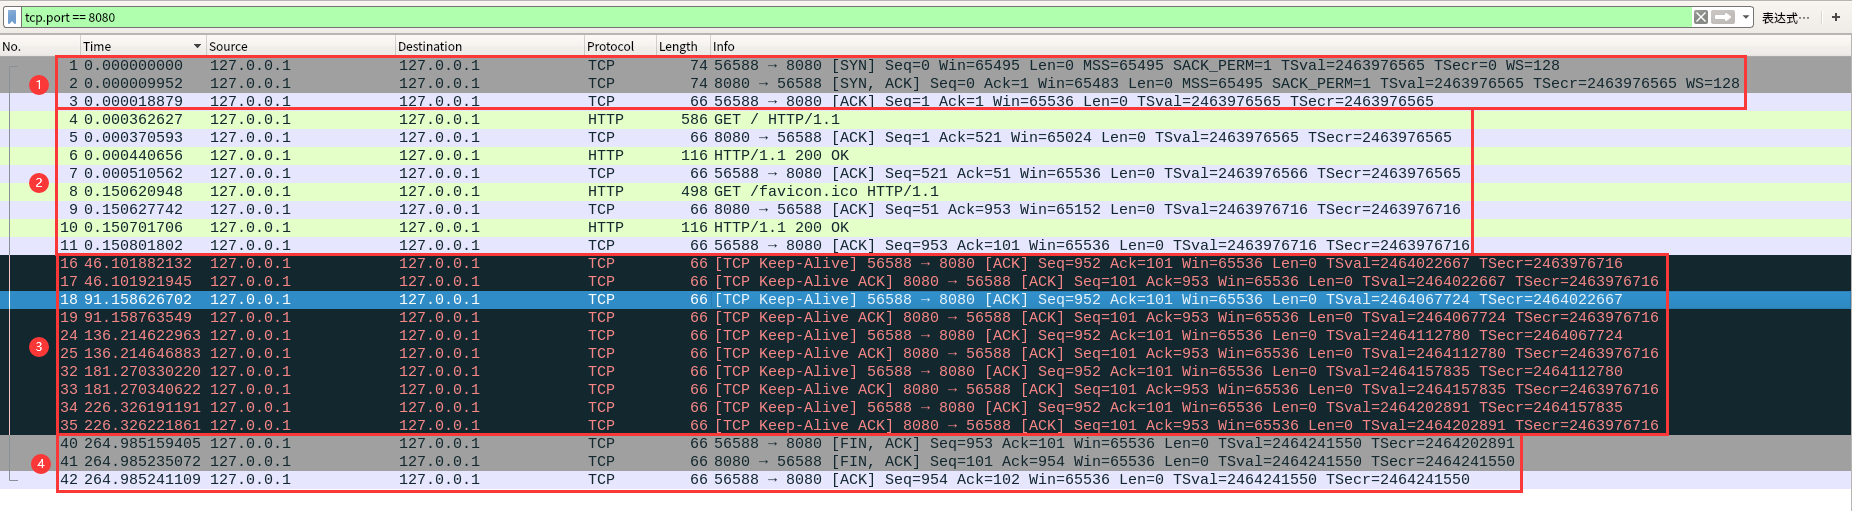 tcp.port == 8080 表达式… +
No. Time Source Destination Protocol Length Info
1 0.000000000 127.0.0.1 127.0.0.1 TCP 74 56588 → 8080 [SYN] Seq=0 Win=65495 Len=0 MSS=65495 SACK_PERM=1 TSval=2463976565 TSecr=0 WS=128
1
2 0.000009952 127.0.0.1 127.0.0.1 TCP 74 8080 → 56588 [SYN, ACK] Seq=0 Ack=1 Win=65483 Len=0 MSS=65495 SACK_PERM=1 TSval=2463976565 TSecr=2463976565 WS=128
3 0.000018879 127.0.0.1 127.0.0.1 TCP 66 56588 → 8080 [ACK] Seq=1 Ack=1 Win=65536 Len=0 TSval=2463976565 TSecr=2463976565
4 0.000362627 127.0.0.1 127.0.0.1 HTTP 586 GET / HTTP/1.1
5 0.000370593 127.0.0.1 127.0.0.1 TCP 66 8080 → 56588 [ACK] Seq=1 Ack=521 Win=65024 Len=0 TSval=2463976565 TSecr=2463976565
6 0.000440656 127.0.0.1 127.0.0.1 HTTP 116 HTTP/1.1 200 OK
7 0.000510562 127.0.0.1 127.0.0.1 TCP 66 56588 → 8080 [ACK] Seq=521 Ack=51 Win=65536 Len=0 TSval=2463976566 TSecr=2463976565
2
8 0.150620948 127.0.0.1 127.0.0.1 HTTP 498 GET /favicon.ico HTTP/1.1
9 0.150627742 127.0.0.1 127.0.0.1 TCP 66 8080 → 56588 [ACK] Seq=51 Ack=953 Win=65152 Len=0 TSval=2463976716 TSecr=2463976716
10 0.150701706 127.0.0.1 127.0.0.1 HTTP 116 HTTP/1.1 200 OK
11 0.150801802 127.0.0.1 127.0.0.1 TCP 66 56588 → 8080 [ACK] Seq=953 Ack=101 Win=65536 Len=0 TSval=2463976716 TSecr=2463976716
16 46.101882132 127.0.0.1 127.0.0.1 TCP 66 [TCP Keep-Alive] 56588 → 8080 [ACK] Seq=952 Ack=101 Win=65536 Len=0 TSval=2464022667 TSecr=2463976716
17 46.101921945 127.0.0.1 127.0.0.1 TCP 66 [TCP Keep-Alive ACK] 8080 → 56588 [ACK] Seq=101 Ack=953 Win=65536 Len=0 TSval=2464022667 TSecr=2463976716
18 91.158626702 127.0.0.1 127.0.0.1 TCP 66 [TCP Keep-Alive] 56588 → 8080 [ACK] Seq=952 Ack=101 Win=65536 Len=0 TSval=2464067724 TSecr=2464022667
19 91.158763549 127.0.0.1 127.0.0.1 TCP 66 [TCP Keep-Alive ACK] 8080 → 56588 [ACK] Seq=101 Ack=953 Win=65536 Len=0 TSval=2464067724 TSecr=2463976716
24 136.214622963 127.0.0.1 127.0.0.1 TCP 66 [TCP Keep-Alive] 56588 → 8080 [ACK] Seq=952 Ack=101 Win=65536 Len=0 TSval=2464112780 TSecr=2464067724
3
25 136.214646883 127.0.0.1 127.0.0.1 TCP 66 [TCP Keep-Alive ACK] 8080 → 56588 [ACK] Seq=101 Ack=953 Win=65536 Len=0 TSval=2464112780 TSecr=2463976716
32 181.270330220 127.0.0.1 127.0.0.1 TCP 66 [TCP Keep-Alive] 56588 → 8080 [ACK] Seq=952 Ack=101 Win=65536 Len=0 TSval=2464157835 TSecr=2464112780
33 181.270340622 127.0.0.1 127.0.0.1 TCP 66 [TCP Keep-Alive ACK] 8080 → 56588 [ACK] Seq=101 Ack=953 Win=65536 Len=0 TSval=2464157835 TSecr=2463976716
34 226.326191191 127.0.0.1 127.0.0.1 TCP 66 [TCP Keep-Alive] 56588 → 8080 [ACK] Seq=952 Ack=101 Win=65536 Len=0 TSval=2464202891 TSecr=2464157835
35 226.326221861 127.0.0.1 127.0.0.1 TCP 66 [TCP Keep-Alive ACK] 8080 → 56588 [ACK] Seq=101 Ack=953 Win=65536 Len=0 TSval=2464202891 TSecr=2463976716
40 264.985159405 127.0.0.1 127.0.0.1 TCP 66 56588 → 8080 [FIN, ACK] Seq=953 Ack=101 Win=65536 Len=0 TSval=2464241550 TSecr=2464202891
4
41 264.985235072 127.0.0.1 127.0.0.1 TCP 66 8080 → 56588 [FIN, ACK] Seq=101 Ack=954 Win=65536 Len=0 TSval=2464241550 TSecr=2464241550
42 264.985241109 127.0.0.1 127.0.0.1 TCP 66 56588 → 8080 [ACK] Seq=954 Ack=102 Win=65536 Len=0 TSval=2464241550 TSecr=2464241550